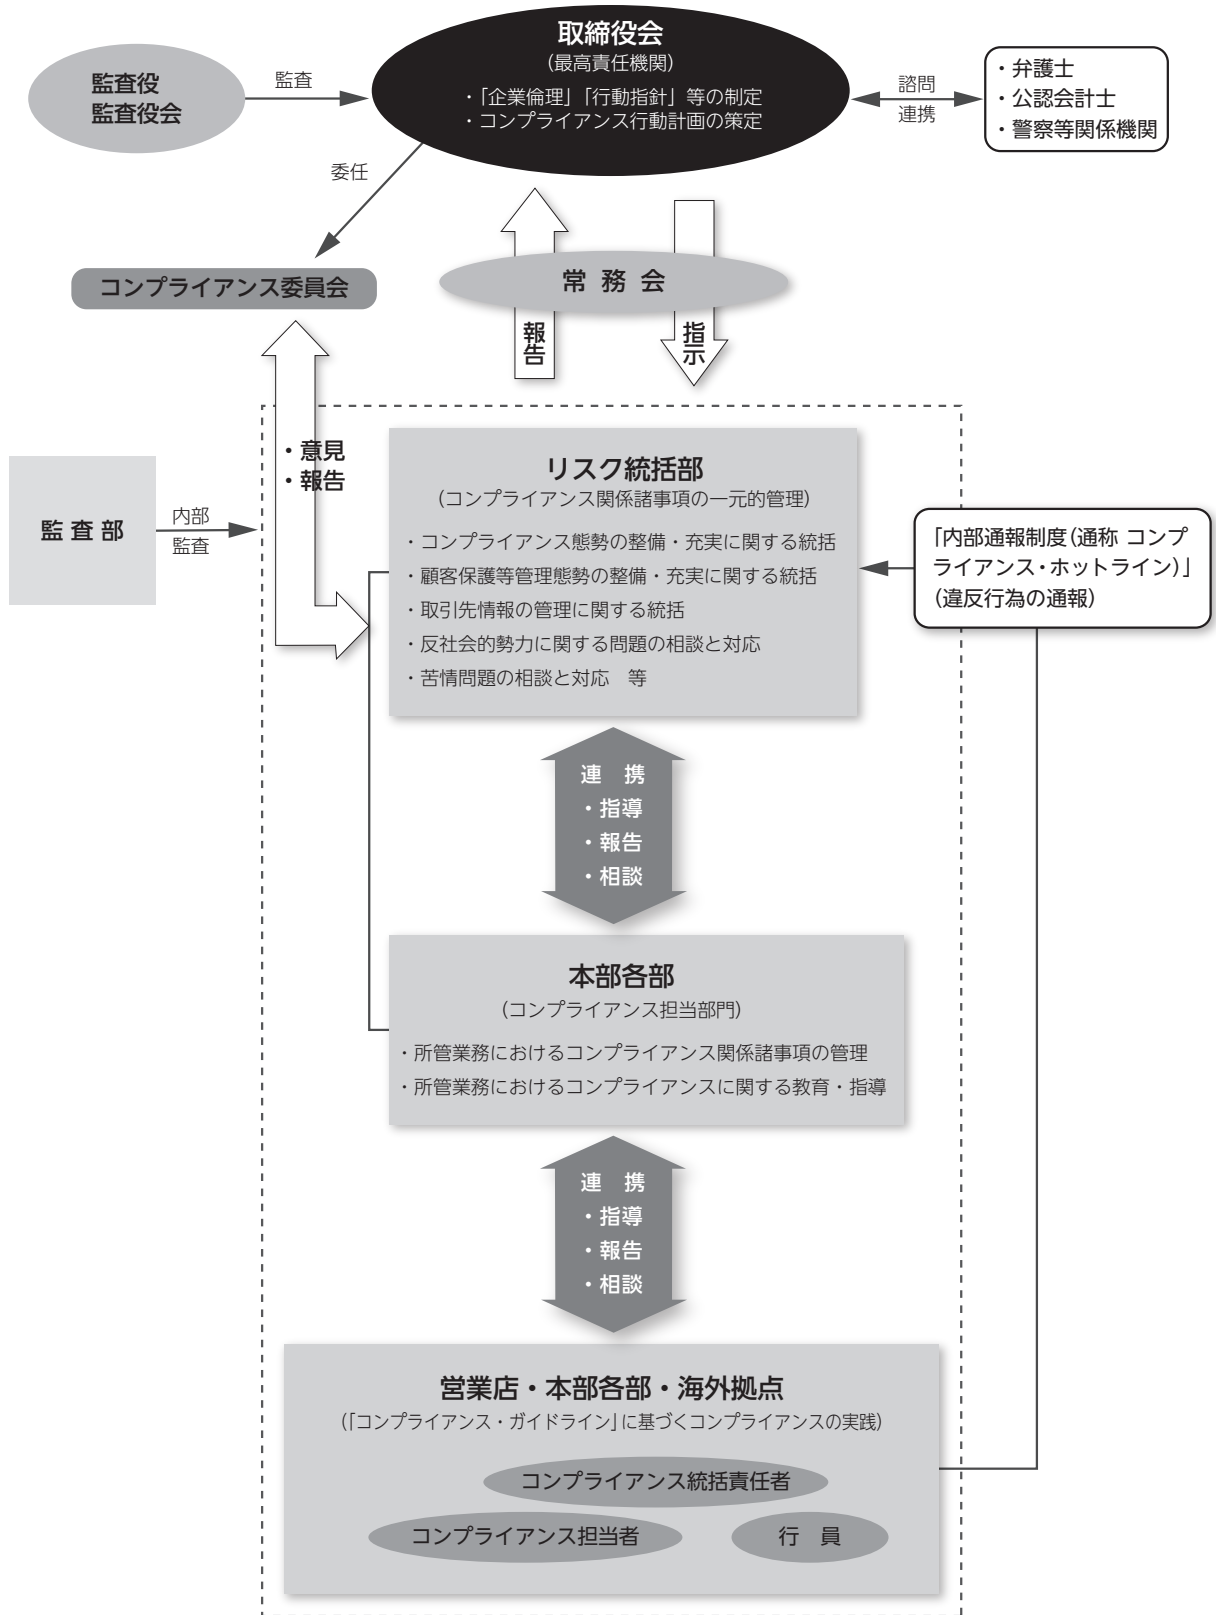 取締役会
(最高責任機関)
・「企業倫理」「行動指針」等の制定
・コンプライアンス行動計画の策定
監査役
監査役会
監査
諮問
連携
・弁護士
・公認会計士
・警察等関係機関
委任
コンプライアンス委員会
常 務 会
報告
指示
・意見
・報告
監 査 部
内部
監査
リスク統括部
(コンプライアンス関係諸事項の一元的管理)
・コンプライアンス態勢の整備・充実に関する統括
・顧客保護等管理態勢の整備・充実に関する統括
・取引先情報の管理に関する統括
・反社会的勢力に関する問題の相談と対応
・苦情問題の相談と対応　等
「内部通報制度(通称 コンプ
ライアンス・ホットライン)」
(違反行為の通報)
連　携
・指導
・報告
・相談
本部各部
(コンプライアンス担当部門)
・所管業務におけるコンプライアンス関係諸事項の管理
・所管業務におけるコンプライアンスに関する教育・指導
連　携
・指導
・報告
・相談
営業店・本部各部・海外拠点
(「コンプライアンス・ガイドライン」に基づくコンプライアンスの実践)
コンプライアンス統括責任者
コンプライアンス担当者
行　員